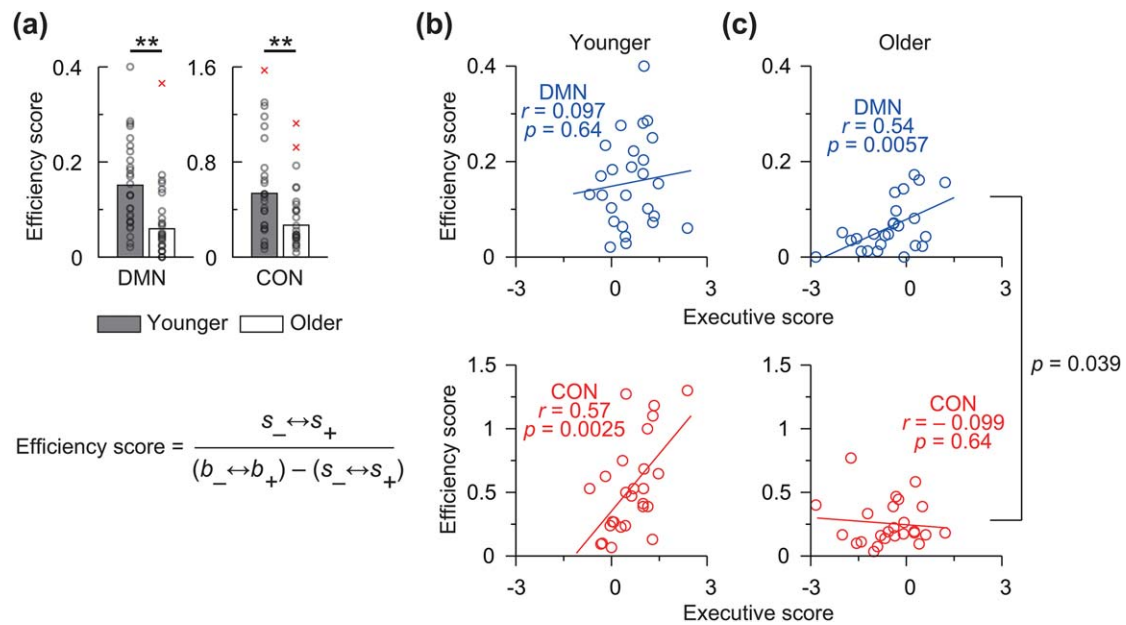 (a)
** **
Efficiency score
0.4
0.2
0
DMN
1.6
0.8
0
CON
Younger Older
Efficiency score = s_↔s+ / (b_↔b+) – (s_↔s+)
(b)
Younger
Efficiency score
0.4
0.2
0
DMN
r = 0.097
p = 0.64
-3 0 3
Executive score
Efficiency score
1.5
1
0.5
0
CON
r = 0.57
p = 0.0025
-3 0 3
Executive score
(c)
Older
0.4
0.2
0
DMN
r = 0.54
p = 0.0057
-3 0 3
1.5
1
0.5
0
CON
r = – 0.099
p = 0.64
-3 0 3
p = 0.039